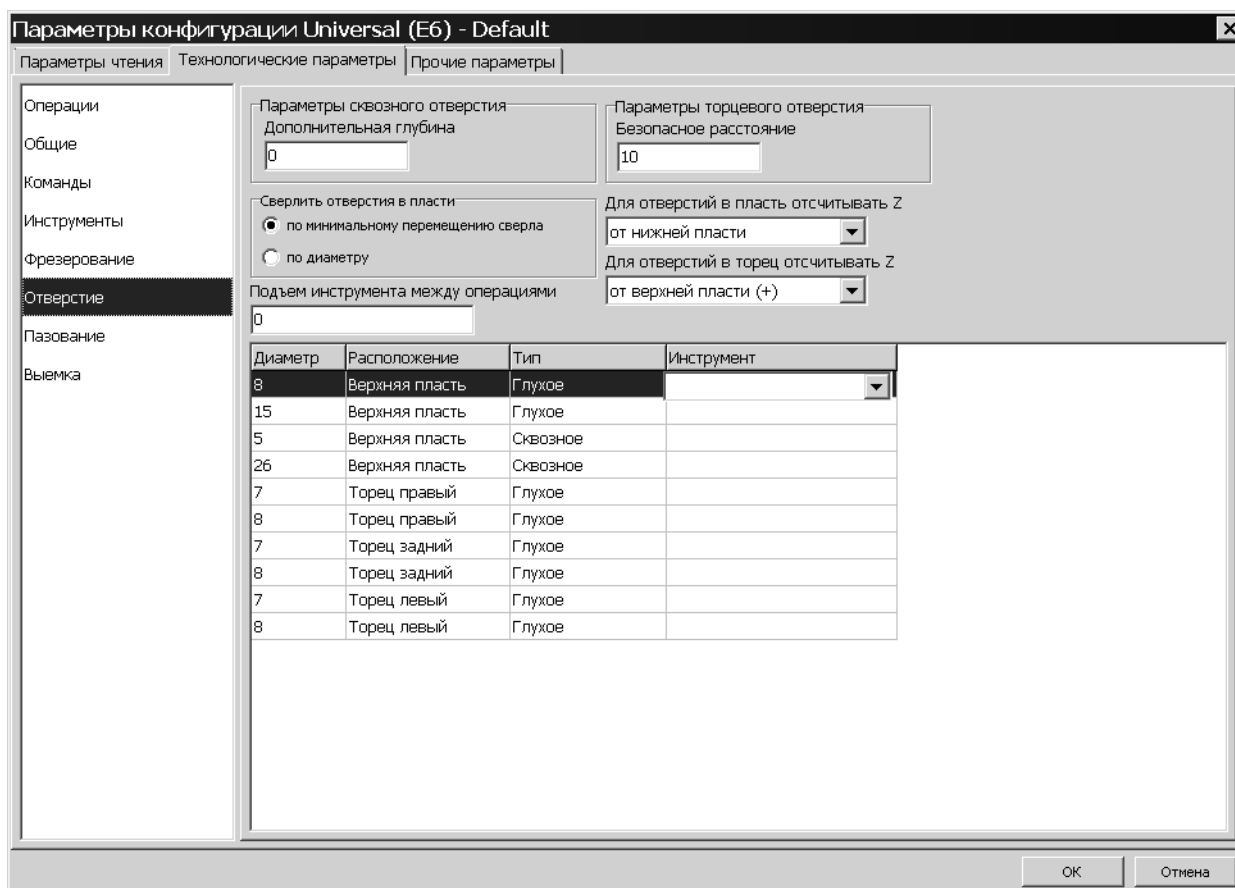 Параметры конфигурации Universal (E6) - Default
Параметры чтения Технологические параметры Прочие параметры
Операции
Общие
Команды
Инструменты
Фрезерование
Отверстие
Пазование
Выемка
Параметры сквозного отверстия
Дополнительная глубина
0
Параметры торцевого отверстия
Безопасное расстояние
10
Сверлить отверстия в пласти
по минимальному перемещению сверла
по диаметру
Для отверстий в пласть отсчитывать Z
от нижней пласти
Для отверстий в торец отсчитывать Z
от верхней пласти (+)
Подъем инструмента между операциями
0
Диаметр Расположение Тип Инструмент
8 Верхняя пласть Глухое
15 Верхняя пласть Глухое
5 Верхняя пласть Сквозное
26 Верхняя пласть Сквозное
7 Торец правый Глухое
8 Торец правый Глухое
7 Торец задний Глухое
8 Торец задний Глухое
7 Торец левый Глухое
8 Торец левый Глухое
ОК Отмена